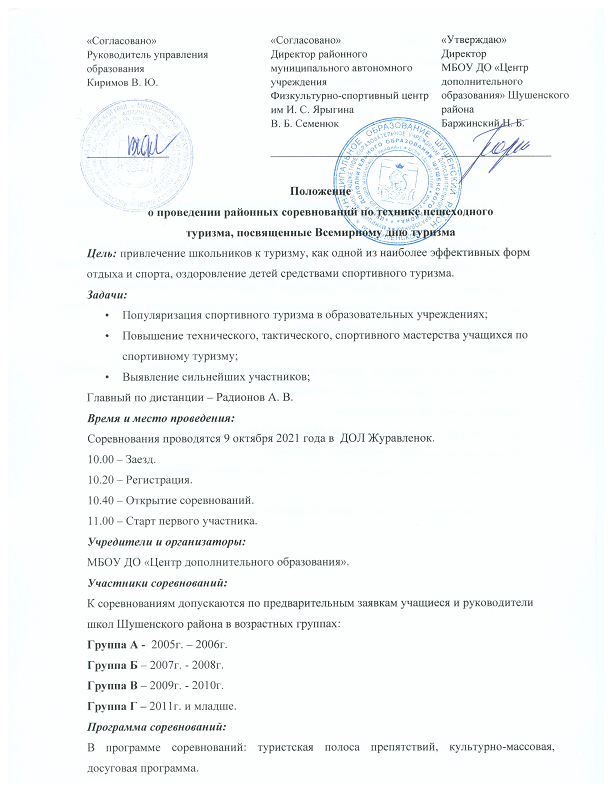 «Согласовано»
Руководитель управления
образования
Киримов В. Ю.
«Согласовано»
Директор районного
муниципального автономного
учреждения
Физкультурно-спортивный центр
им И. С. Ярыгина
В. Б. Семенюк
«Утверждаю»
Директор
МБОУ ДО «Центр
дополнительного
образования» Шушенского
района
Баржинский Н. Б.
Положение
о проведении районных соревнований по технике пешеходного
туризма, посвященные Всемирному дню туризма
Цель: привлечение школьников к туризму, как одной из наиболее эффективных форм
отдыха и спорта, оздоровление детей средствами спортивного туризма.
Задачи:
• Популяризация спортивного туризма в образовательных учреждениях;
• Повышение технического, тактического, спортивного мастерства учащихся по
спортивному туризму;
• Выявление сильнейших участников;
Главный по дистанции – Радионов А. В.
Время и место проведения:
Соревнования проводятся 9 октября 2021 года в ДОЛ Журавленок.
10.00 – Заезд.
10.20 – Регистрация.
10.40 – Открытие соревнований.
11.00 – Старт первого участника.
Учредители и организаторы:
МБОУ ДО «Центр дополнительного образования».
Участники соревнований:
К соревнованиям допускаются по предварительным заявкам учащиеся и руководители
школ Шушенского района в возрастных группах:
Группа А - 2005г. – 2006г.
Группа Б – 2007г. - 2008г.
Группа В – 2009г. - 2010г.
Группа Г – 2011г. и младше.
Программа соревнований:
В программе соревнований: туристская полоса препятствий, культурно-массовая,
досуговая программа.